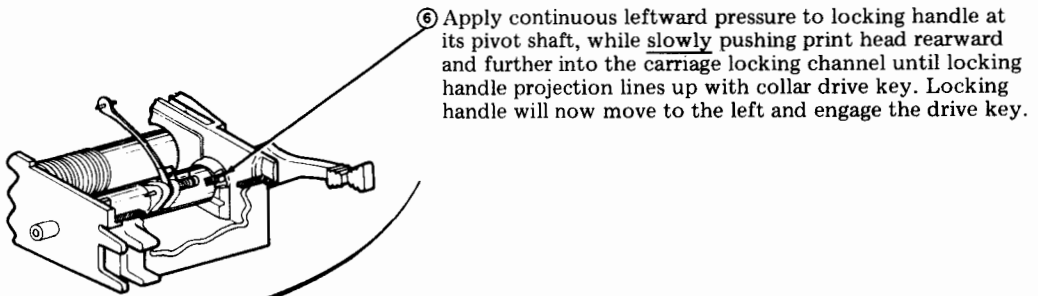 ⑥ Apply continuous leftward pressure to locking handle at
its pivot shaft, while slowly pushing print head rearward
and further into the carriage locking channel until locking
handle projection lines up with collar drive key. Locking
handle will now move to the left and engage the drive key.